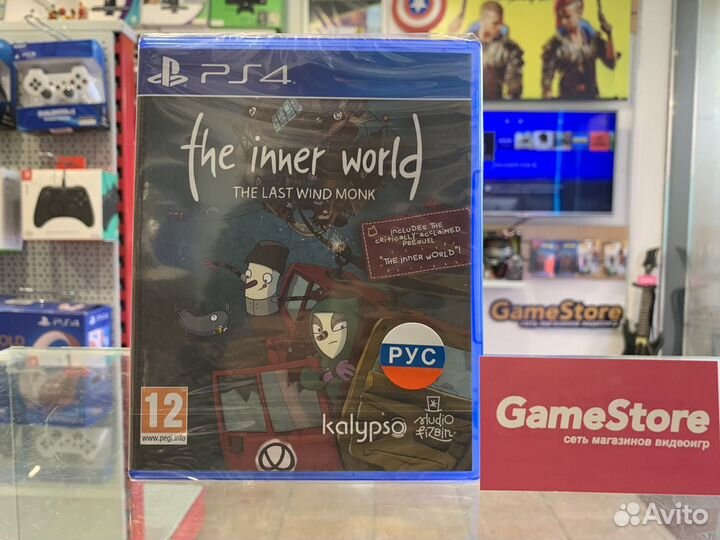 PS4
the inner world
THE LAST WIND MONK
INCLUDES THE
CRITICALLY ACCLAIMED
PREQUEL
"THE INNER WORLD"!
РУС
12
www.pegi.info
kalypso
studio
fizbin
GameStore
сеть магазинов видеоигр
GameStore
сеть магазинов видеоигр
PS4
Avito